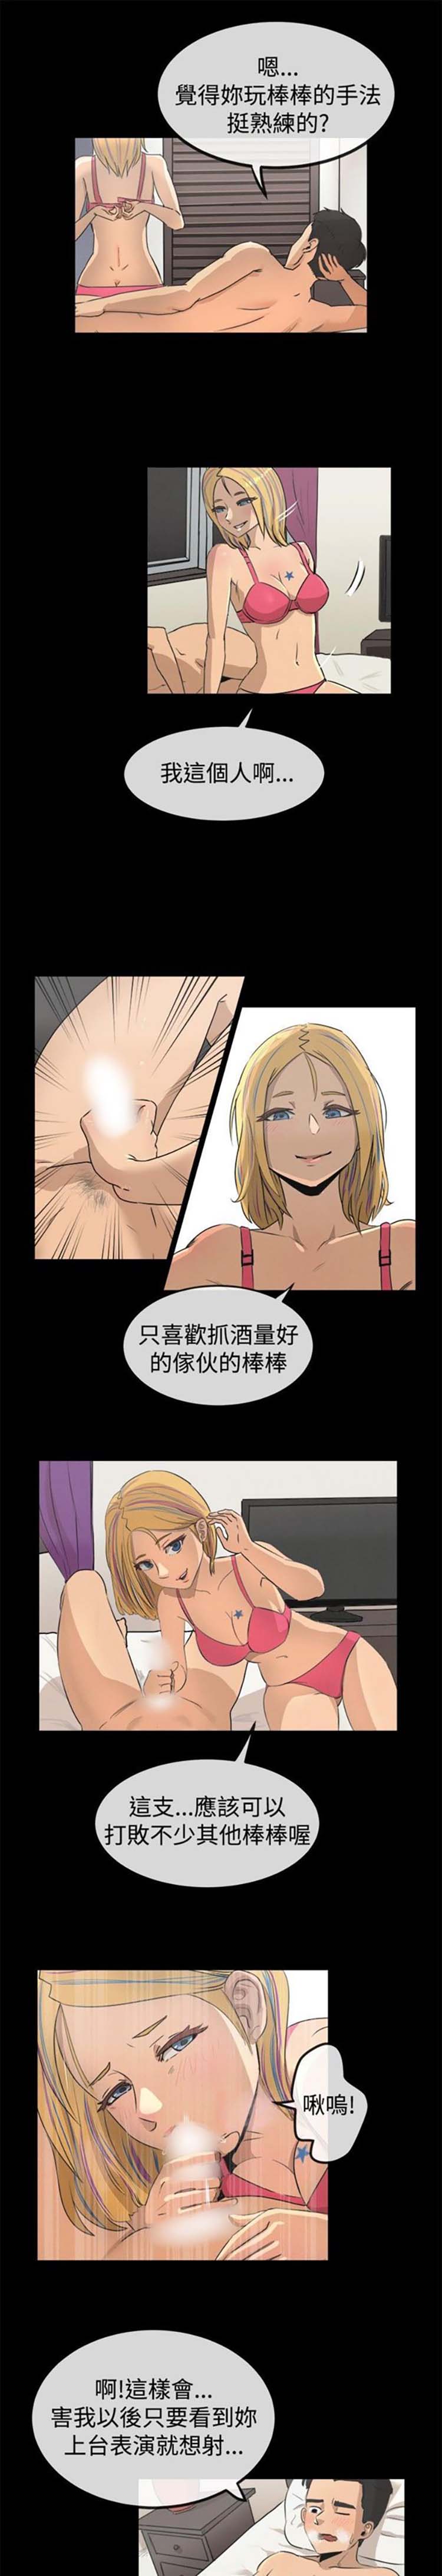 嗯...
覺得妳玩棒棒的手法
挺熟練的?
我這個人啊...
只喜歡抓酒量好
的傢伙的棒棒
這支...應該可以
打敗不少其他棒棒喔
啾嗚!
啊!這樣會...
害我以後只要看到妳
上台表演就想射...